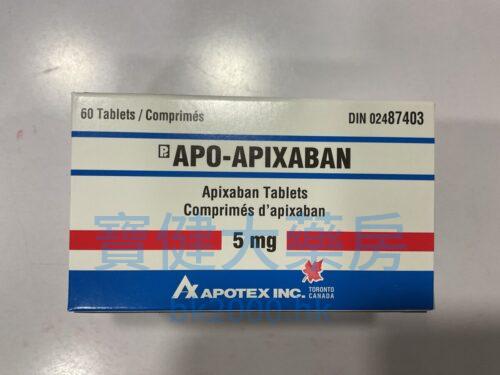 60 Tablets / Comprimés
DIN 02487403
Pr APO-APIXABAN
Apixaban Tablets
Comprimés d'apixaban
5 mg
寶健大藥房
APOTEX INC.
TORONTO
CANADA